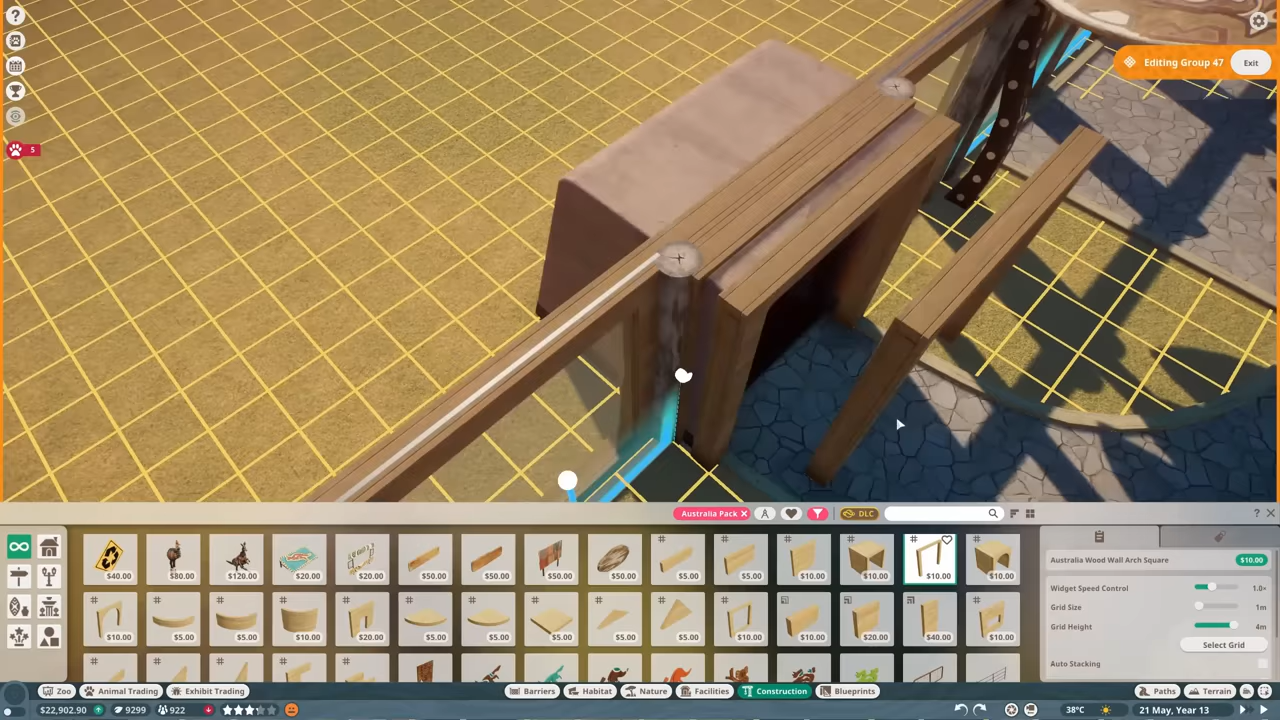 ?
Editing Group 47
Exit
5
Australia Pack ×
DLC
? ×
$40.00
$80.00
$120.00
$20.00
$20.00
$50.00
$50.00
$50.00
$50.00
$5.00
$5.00
$10.00
$10.00
$10.00
$10.00
$10.00
$5.00
$5.00
$10.00
$20.00
$5.00
$5.00
$5.00
$5.00
$5.00
$10.00
$10.00
$20.00
$40.00
$10.00
Australia Wood Wall Arch Square
$10.00
Widget Speed Control
1.0×
Grid Size
1m
Grid Height
4m
Select Grid
Auto Stacking
Zoo
Animal Trading
Exhibit Trading
Barriers
Habitat
Nature
Facilities
Construction
Blueprints
Paths
Terrain
$22,902.90
9299
922
38°C
21 May, Year 13